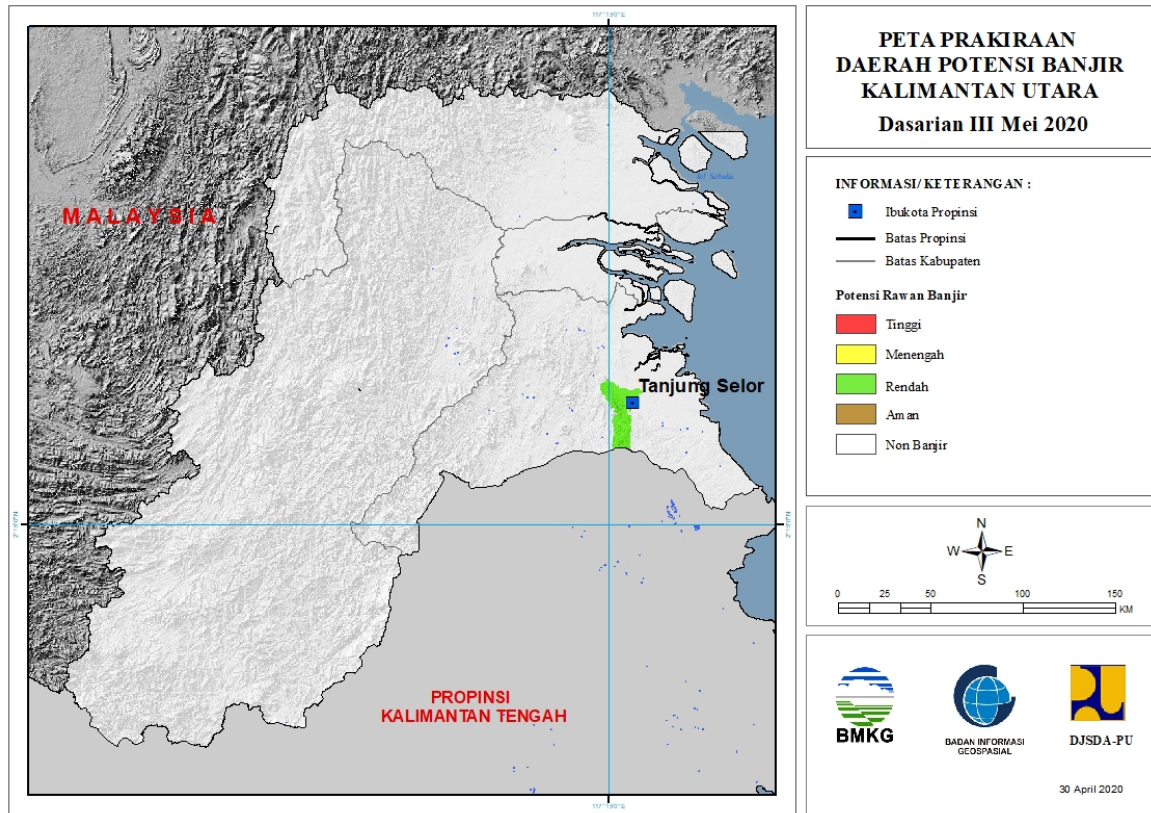 PETA PRAKIRAAN
DAERAH POTENSI BANJIR
KALIMANTAN UTARA
Dasarian III Mei 2020
INFORMASI/ KETERANGAN :
Ibukota Propinsi
Batas Propinsi
Batas Kabupaten
Potensi Rawan Banjir
Tinggi
Menengah
Rendah
Aman
Non Banjir
MALAYSIA
Tanjung Selor
PROPINSI
KALIMANTAN TENGAH
N
W
E
S
0 25 50 100 150
KM
BMKG
BADAN INFORMASI
GEOSPASIAL
DJSDA-PU
30 April 2020